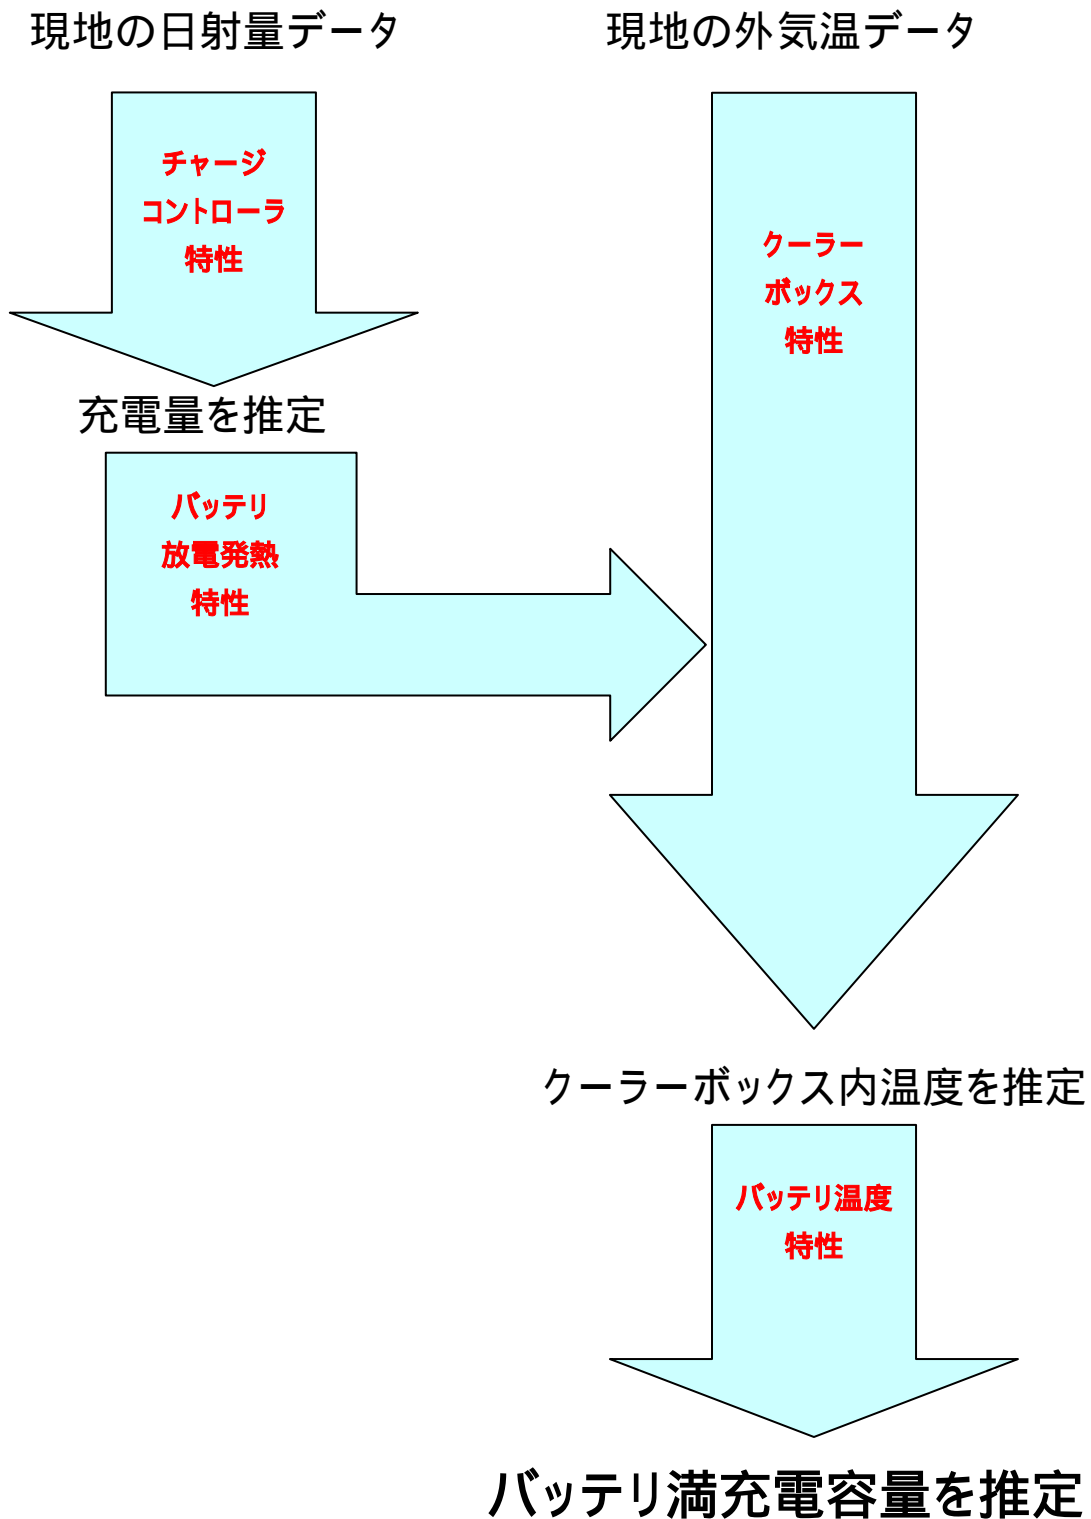 現地の日射量データ
現地の外気温データ
チャージ
コントローラ
特性
クーラー
ボックス
特性
充電量を推定
バッテリ
放電発熱
特性
クーラーボックス内温度を推定
バッテリ温度
特性
バッテリ満充電容量を推定